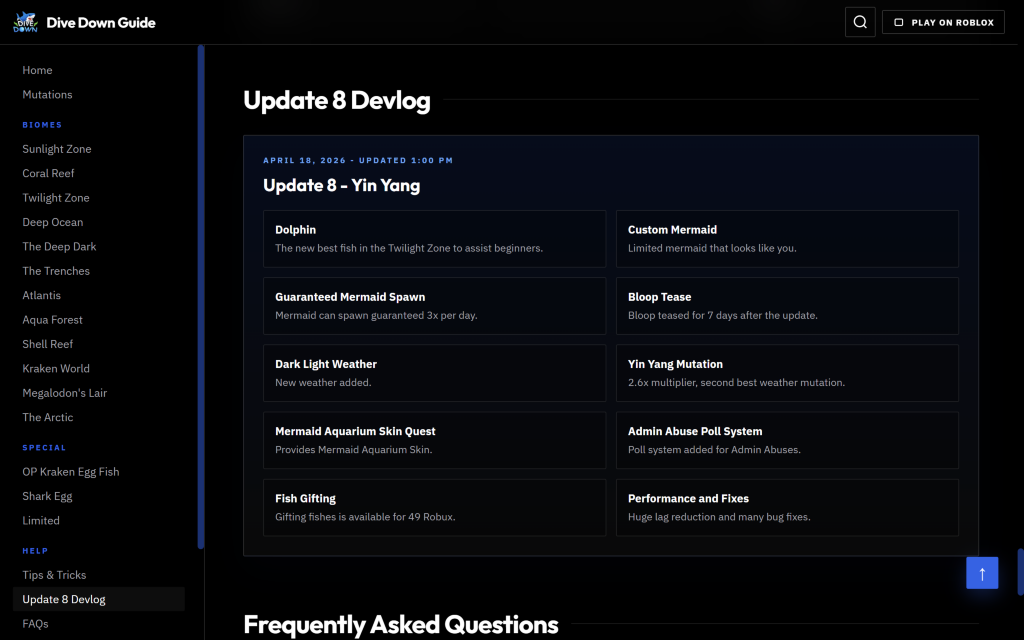 DIVE
DOWN
Dive Down Guide
PLAY ON ROBLOX
Home
Mutations
BIOMES
Sunlight Zone
Coral Reef
Twilight Zone
Deep Ocean
The Deep Dark
The Trenches
Atlantis
Aqua Forest
Shell Reef
Kraken World
Megalodon's Lair
The Arctic
SPECIAL
OP Kraken Egg Fish
Shark Egg
Limited
HELP
Tips & Tricks
Update 8 Devlog
FAQs
Update 8 Devlog
APRIL 18, 2026 - UPDATED 1:00 PM
Update 8 - Yin Yang
Dolphin
The new best fish in the Twilight Zone to assist beginners.
Custom Mermaid
Limited mermaid that looks like you.
Guaranteed Mermaid Spawn
Mermaid can spawn guaranteed 3x per day.
Bloop Tease
Bloop teased for 7 days after the update.
Dark Light Weather
New weather added.
Yin Yang Mutation
2.6x multiplier, second best weather mutation.
Mermaid Aquarium Skin Quest
Provides Mermaid Aquarium Skin.
Admin Abuse Poll System
Poll system added for Admin Abuses.
Fish Gifting
Gifting fishes is available for 49 Robux.
Performance and Fixes
Huge lag reduction and many bug fixes.
↑
Frequently Asked Questions